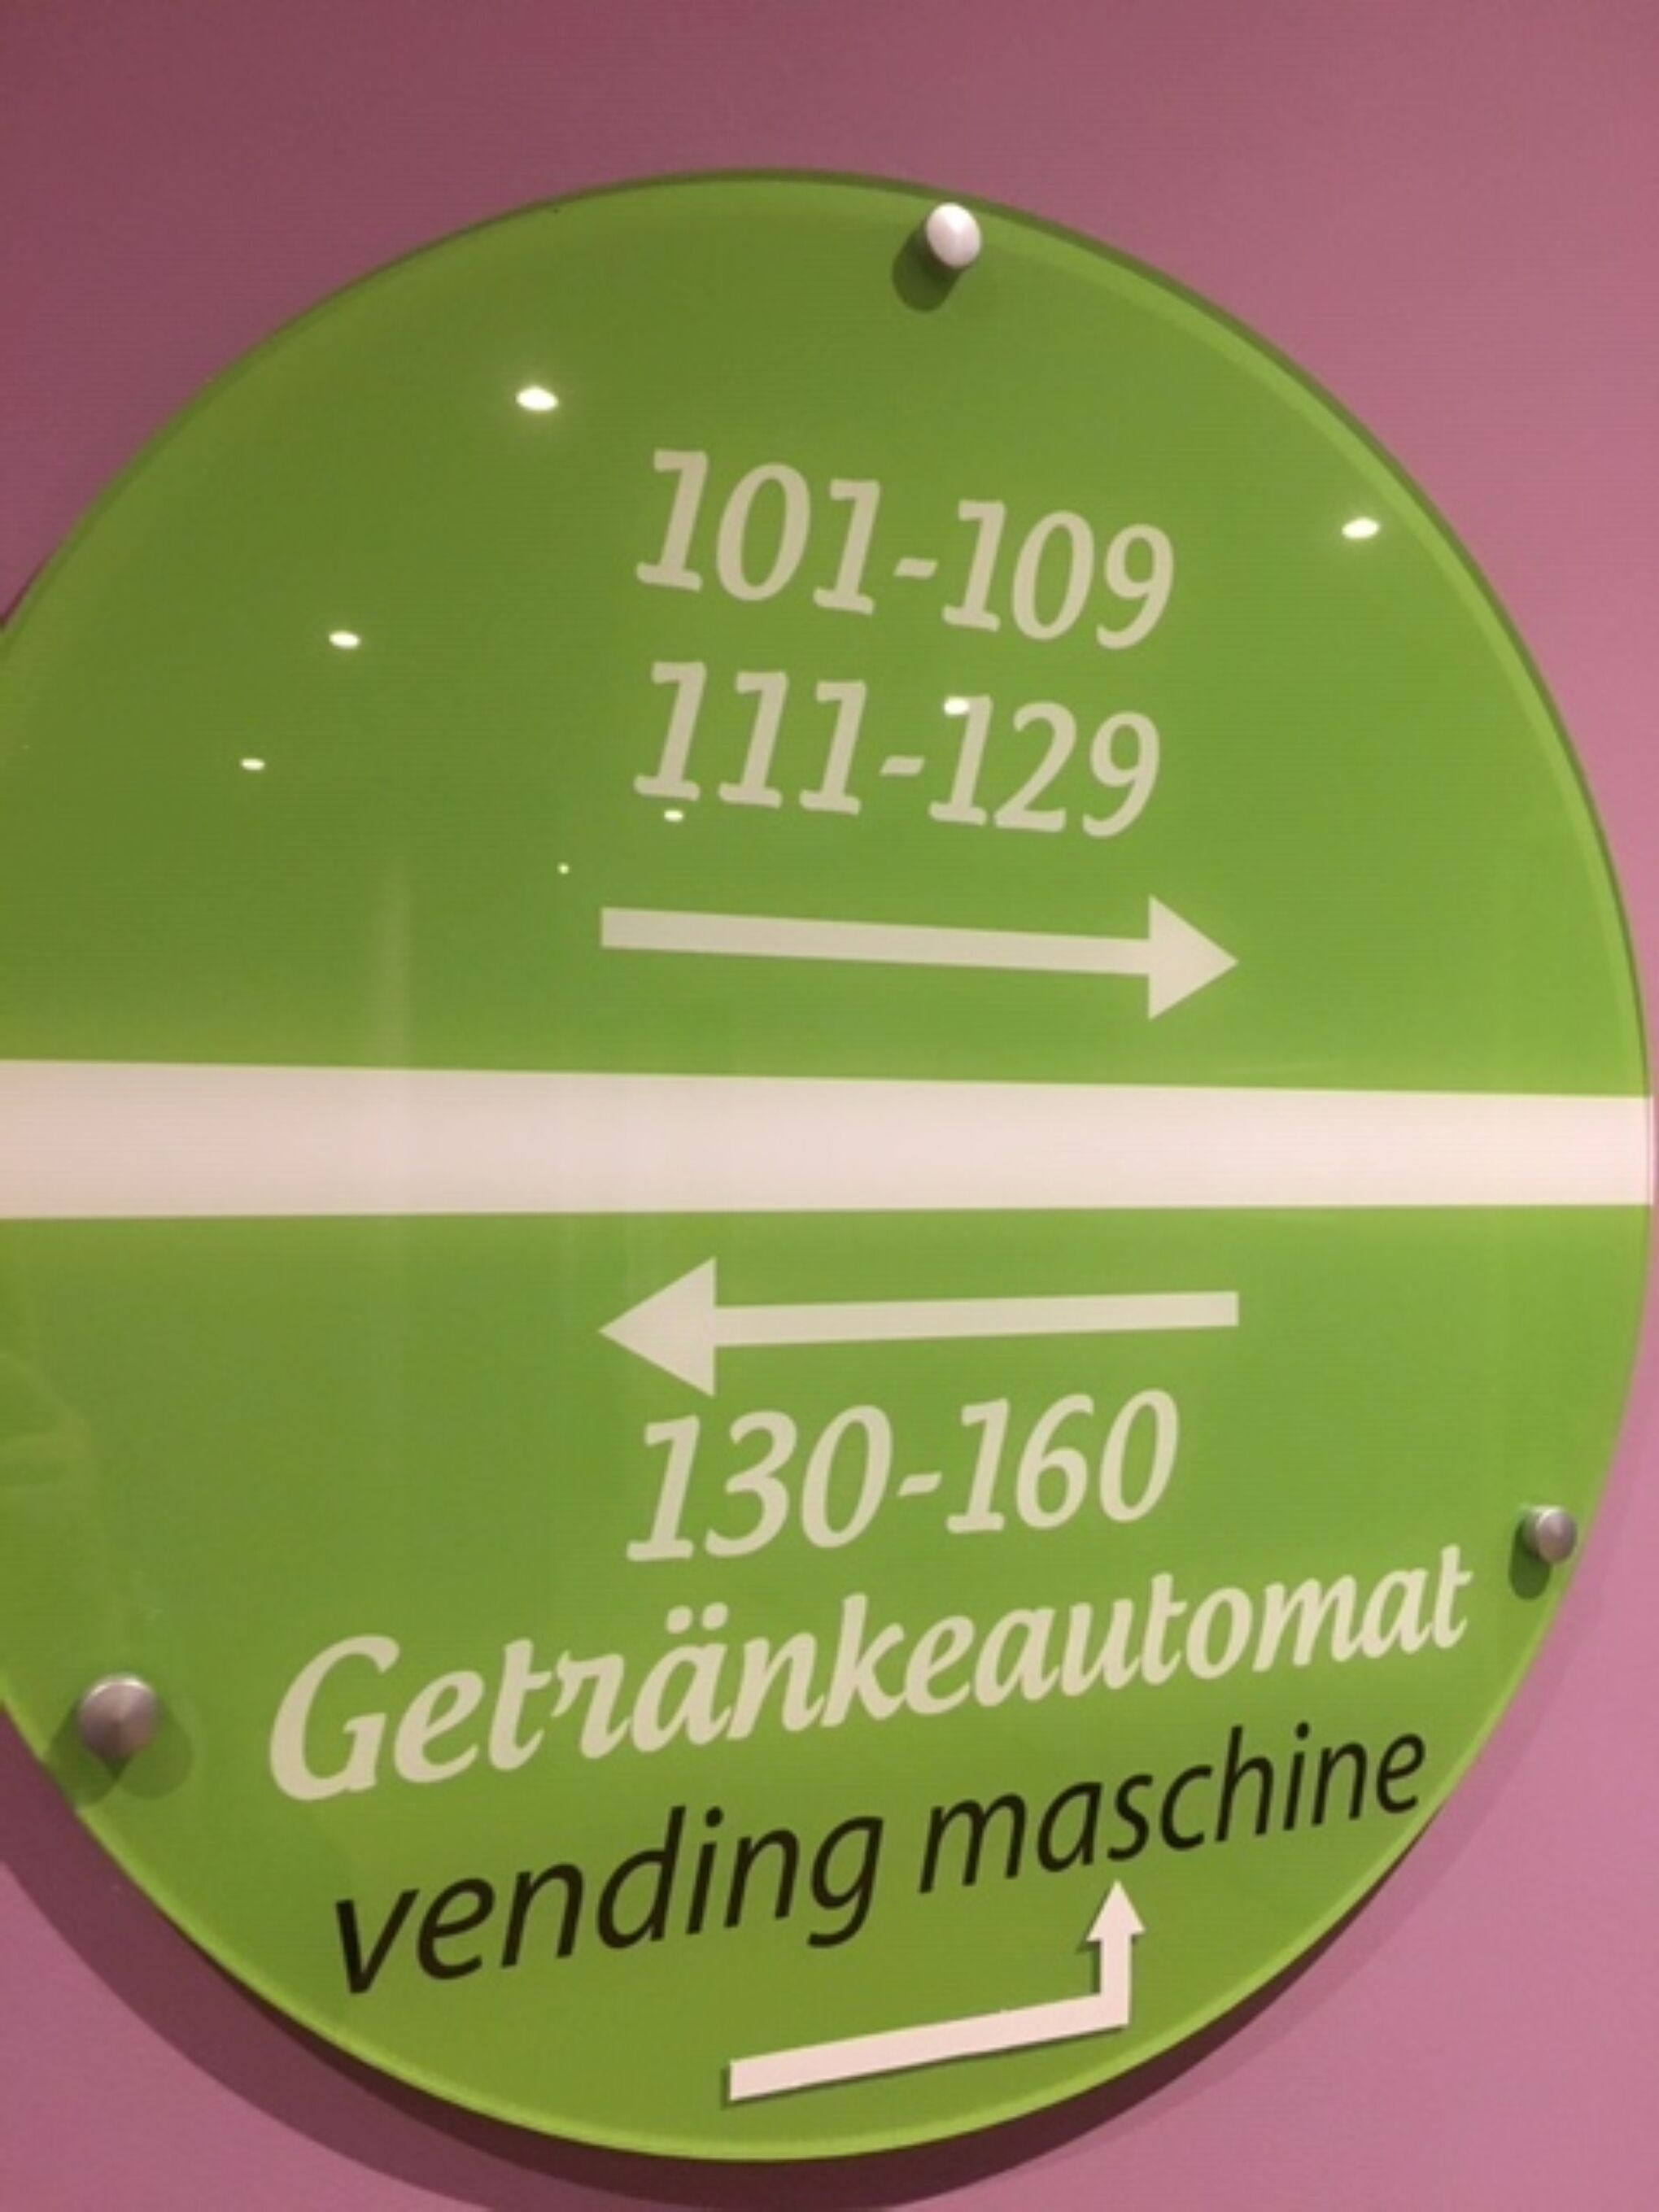 101-109
111-129
130-160
Getränkeautomat
vending maschine